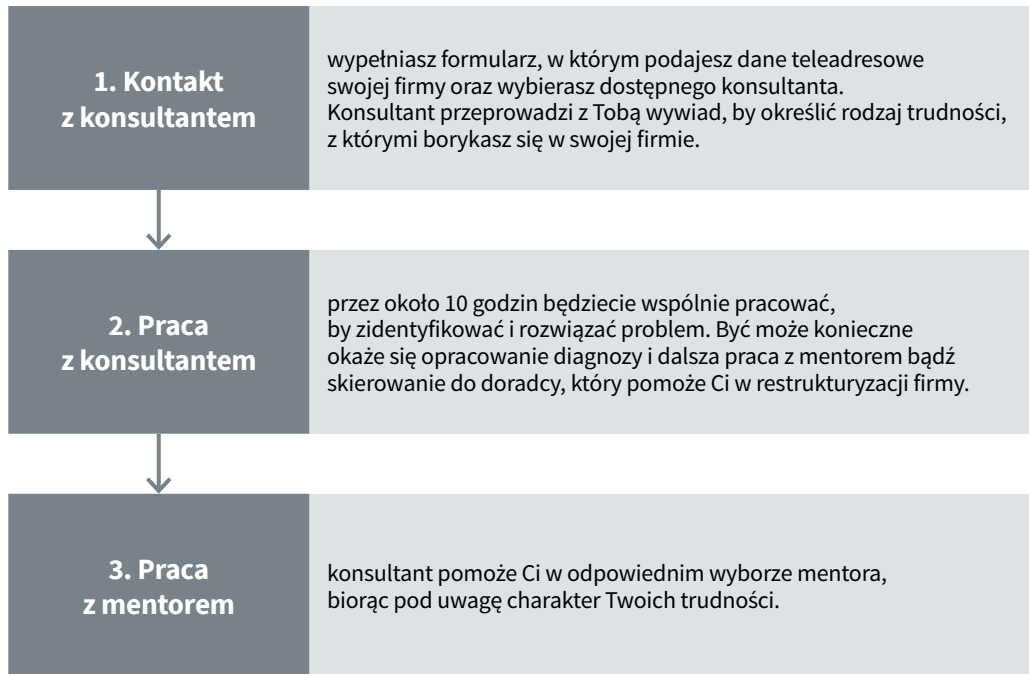 1. Kontakt
z konsultantem
wypełniasz formularz, w którym podajesz dane teleadresowe
swojej firmy oraz wybierasz dostępnego konsultanta.
Konsultant przeprowadzi z Tobą wywiad, by określić rodzaj trudności,
z którymi borykasz się w swojej firmie.
2. Praca
z konsultantem
przez około 10 godzin będziecie wspólnie pracować,
by zidentyfikować i rozwiązać problem. Być może konieczne
okaże się opracowanie diagnozy i dalsza praca z mentorem bądź
skierowanie do doradcy, który pomoże Ci w restrukturyzacji firmy.
3. Praca
z mentorem
konsultant pomoże Ci w odpowiednim wyborze mentora,
biorąc pod uwagę charakter Twoich trudności.